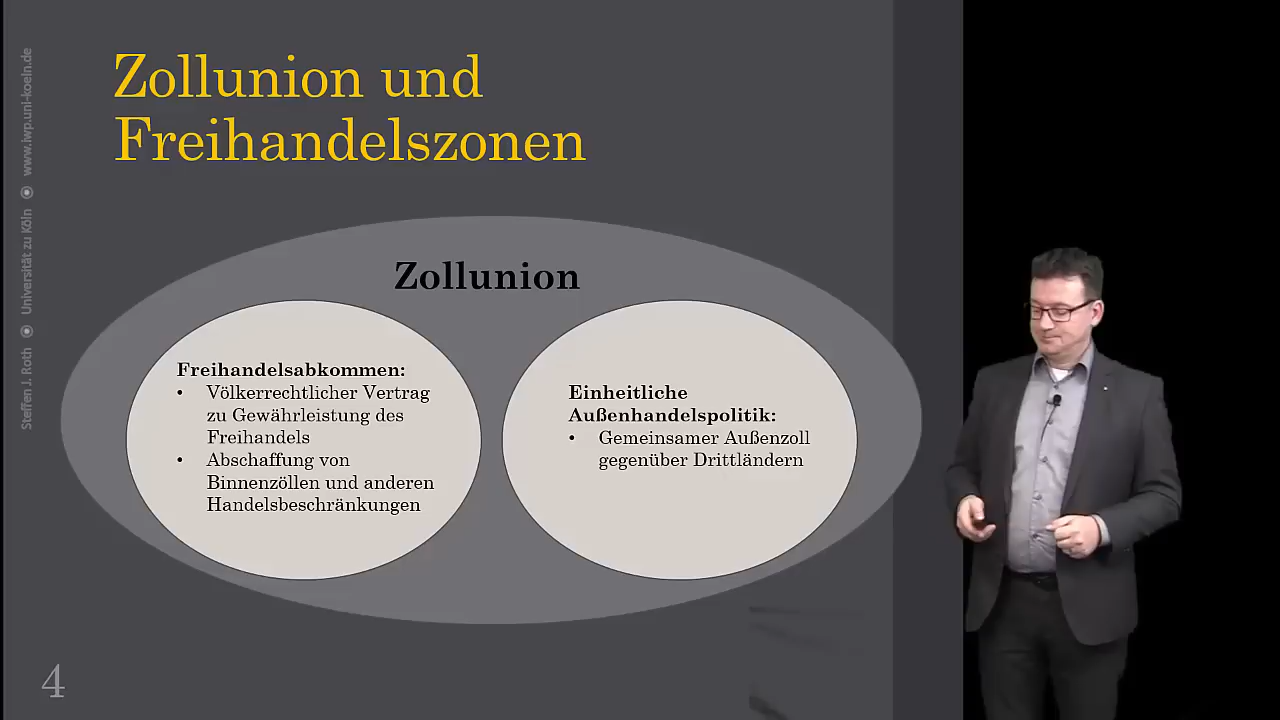 Zollunion und
Freihandelszonen
Zollunion
Freihandelsabkommen:
• Völkerrechtlicher Vertrag
zu Gewährleistung des
Freihandels
• Abschaffung von
Binnenzöllen und anderen
Handelsbeschränkungen
Einheitliche
Außenhandelspolitik:
• Gemeinsamer Außenzoll
gegenüber Drittländern
Steffen J. Roth ◉ Universität zu Köln ◉ www.iwp.uni-koeln.de
4